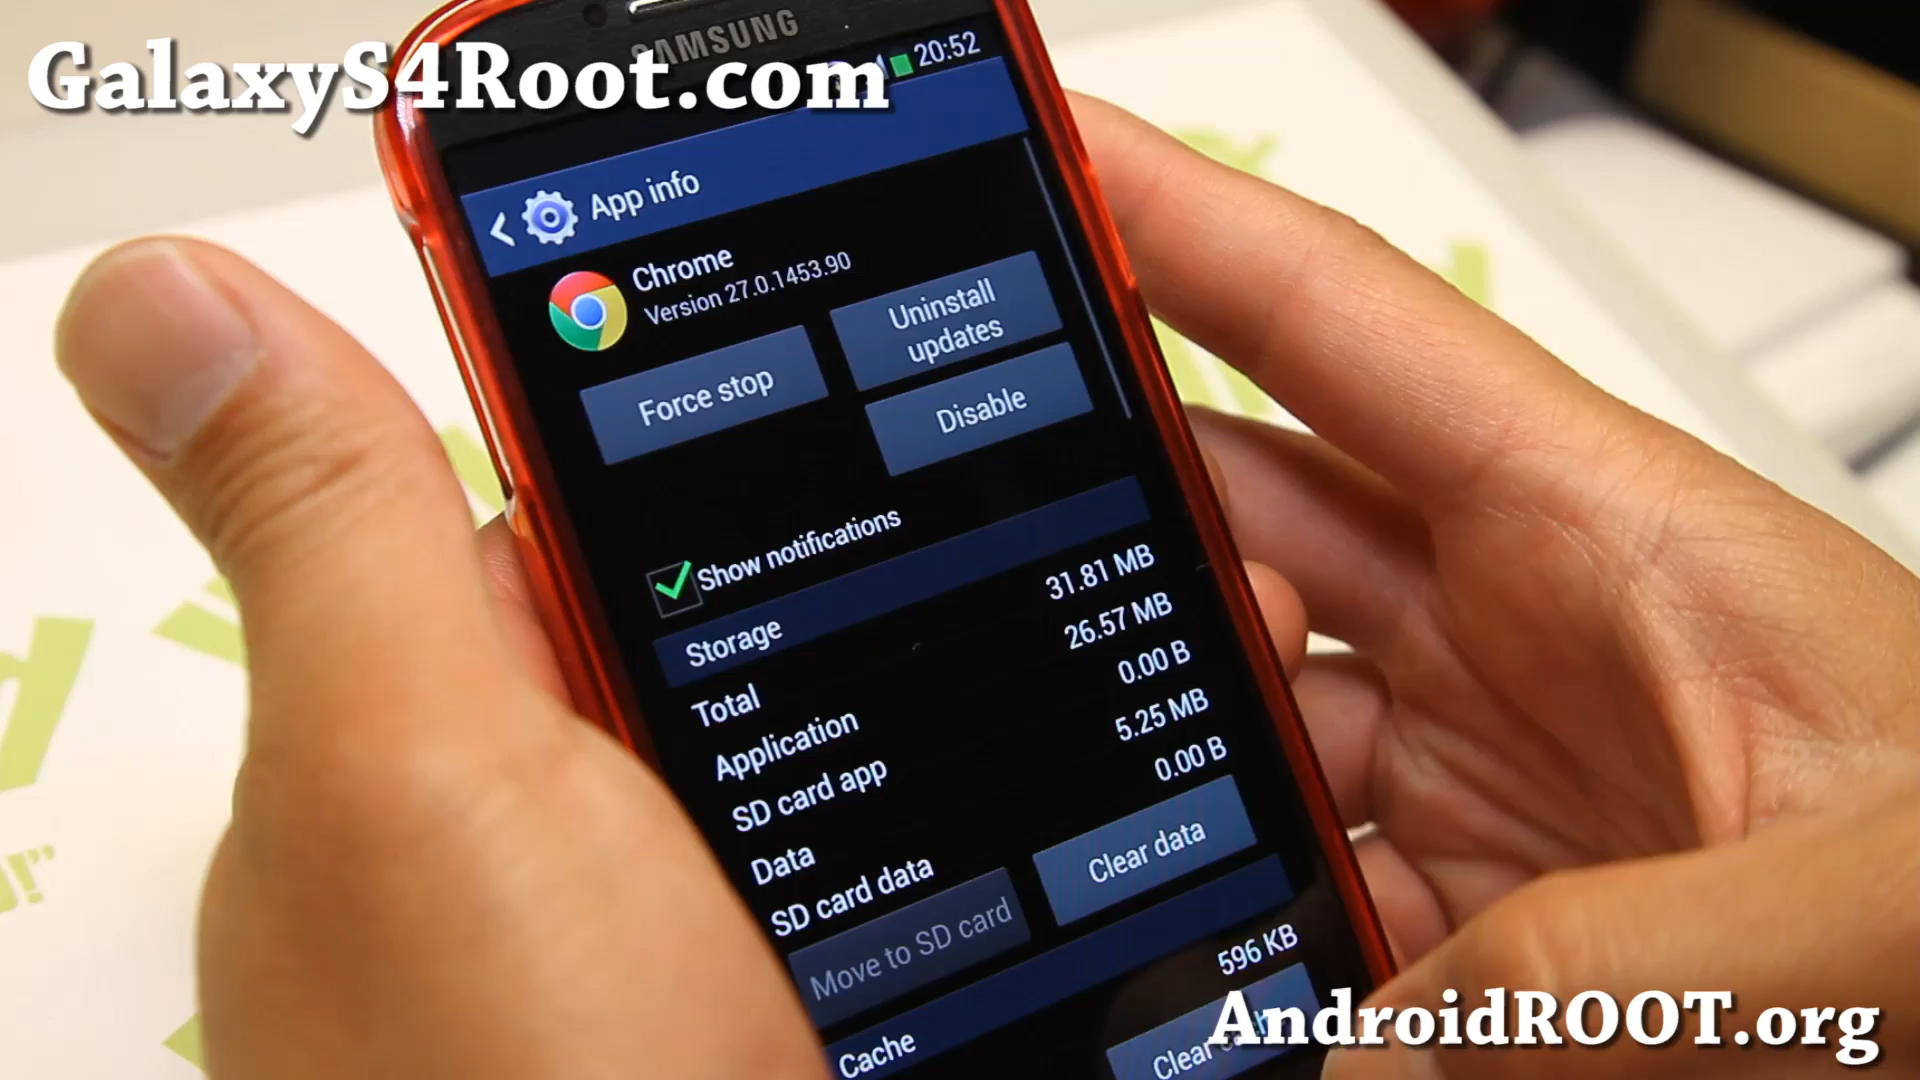 GalaxyS4Root.com
SAMSUNG
20:52
App info
Chrome
Version 27.0.1453.90
Uninstall
updates
Force stop
Disable
Show notifications
Storage
Total 31.81 MB
Application 26.57 MB
SD card app 0.00 B
Data 5.25 MB
SD card data 0.00 B
Move to SD card
Clear data
Cache 596 KB
Clear
AndroidROOT.org